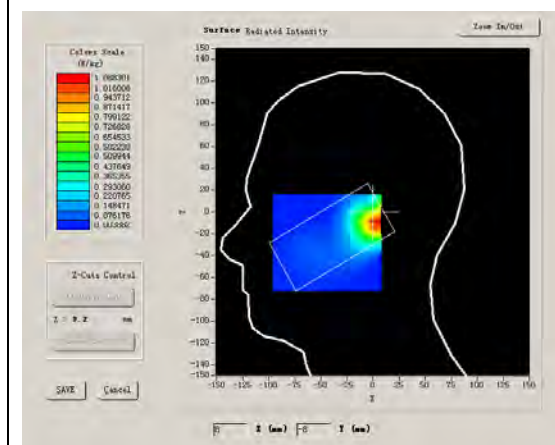 Surface Radiated Intensity
Zoom In/Out
Colors Scale
(W/kg)
1.016006
0.943712
0.871417
0.799122
0.726828
0.654533
0.582238
0.509944
0.437649
0.365355
0.293060
0.220765
0.148471
0.076176
150
140
120
100
80
60
40
20
0
-20
-40
-60
-80
-100
-120
-140
-150
-150 -125 -100 -75 -50 -25 0 25 50 75 100 125 150
Z-Cuts Control
Z = mm
SAVE
Cancel
X (mm)
Y (mm)